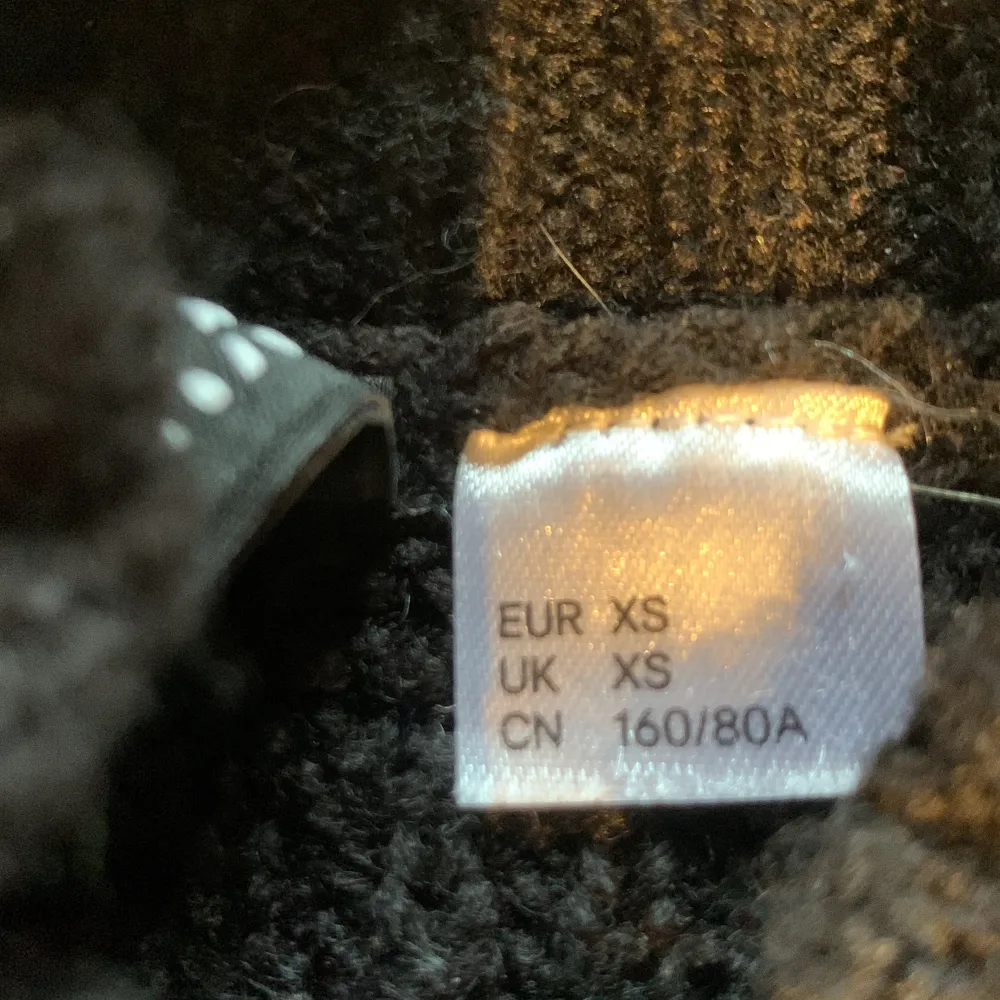 EUR XS
UK XS
CN 160/80A